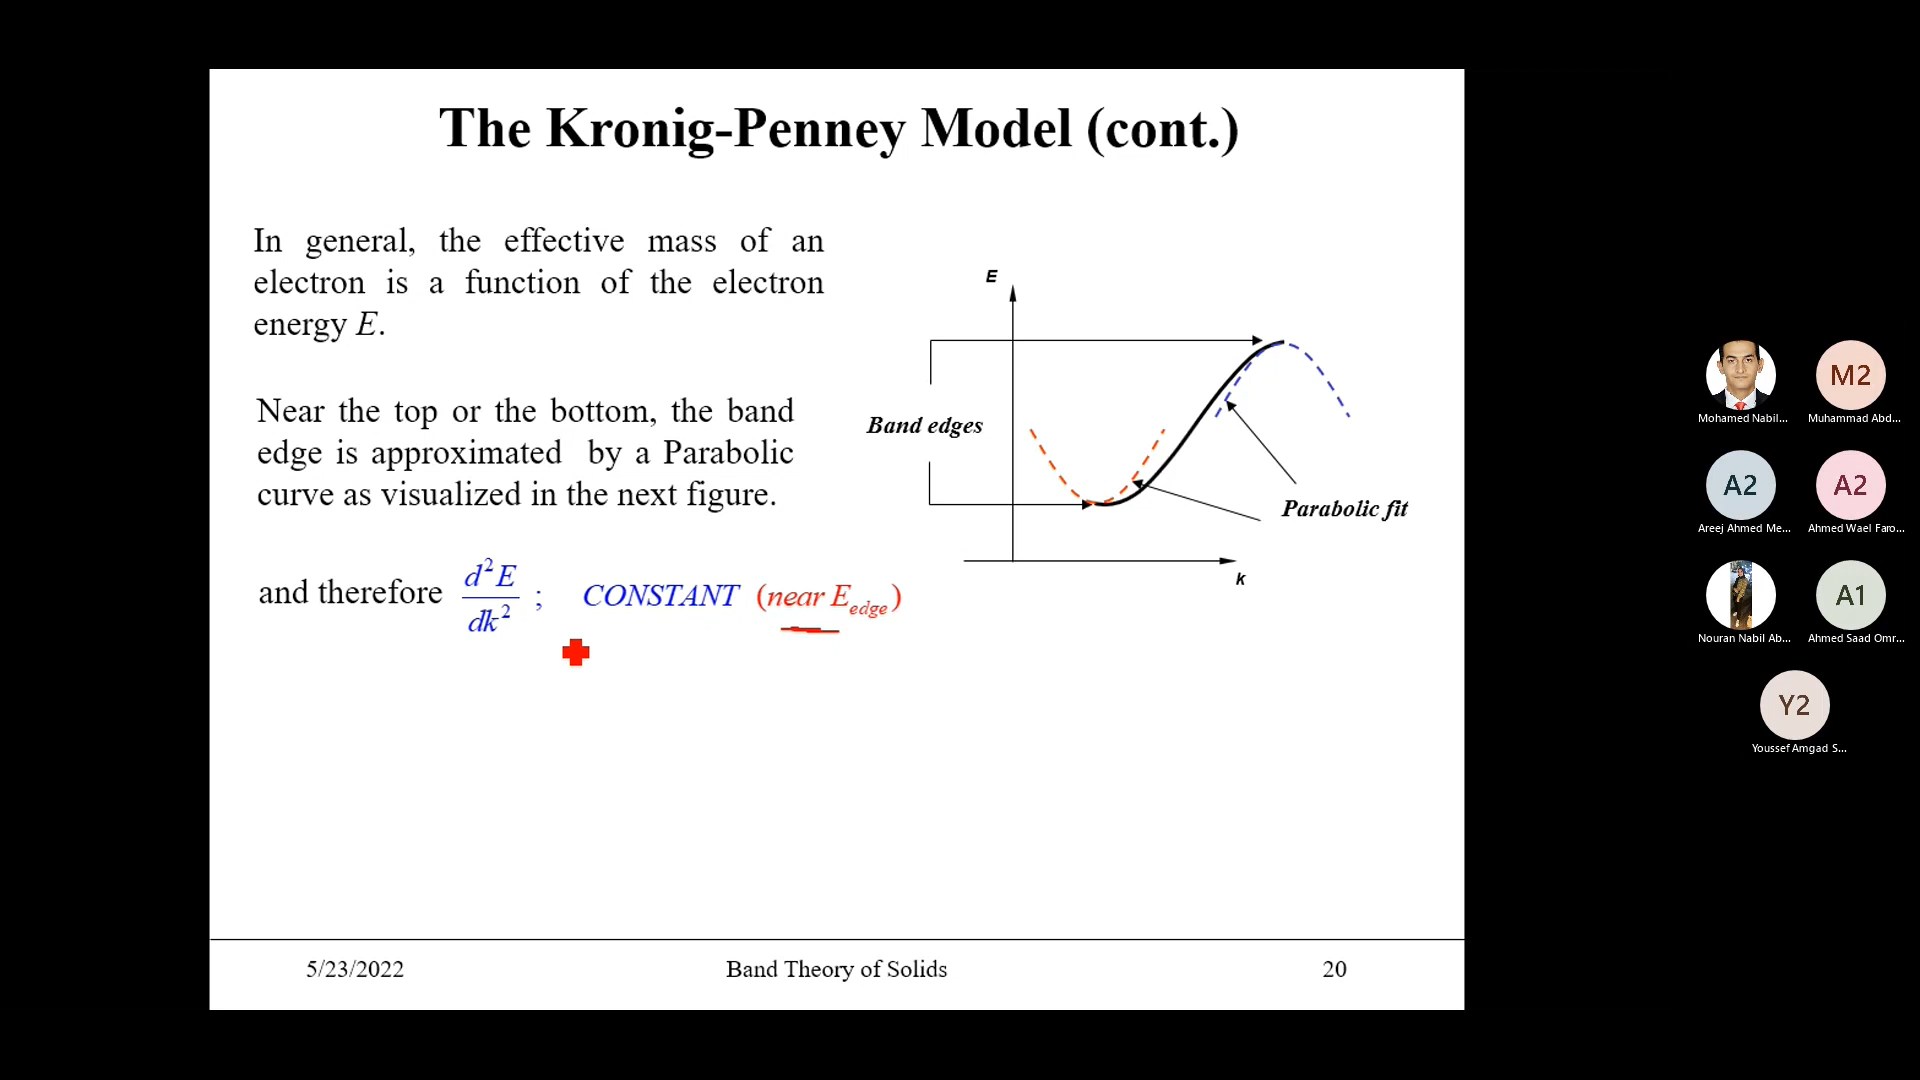 The Kronig-Penney Model (cont.)
In general, the effective mass of an
electron is a function of the electron
energy E.
Near the top or the bottom, the band
edge is approximated by a Parabolic
curve as visualized in the next figure.
and therefore d²E/dk² ; CONSTANT (near E_edge)
E
Band edges
Parabolic fit
k
5/23/2022
Band Theory of Solids
20
M2
Mohamed Nabil...
Muhammad Abd...
A2
A2
Areej Ahmed Me...
Ahmed Wael Faro...
A1
Nouran Nabil Ab...
Ahmed Saad Omr...
Y2
Youssef Amgad S...